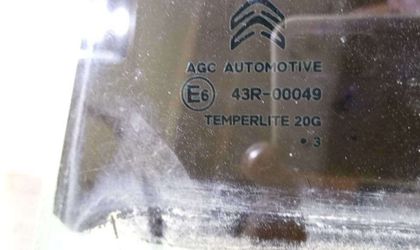 AGC AUTOMOTIVE
E6 43R-00049
TEMPERLITE 20G
• 3